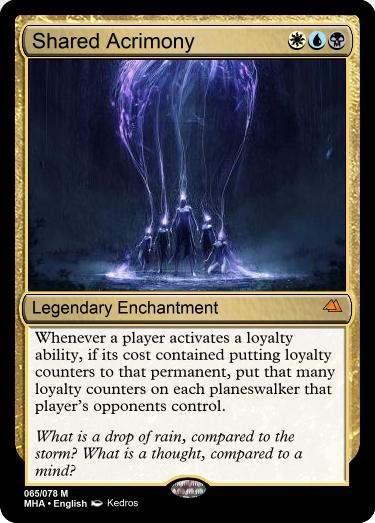 Shared Acrimony
Legendary Enchantment
Whenever a player activates a loyalty
ability, if its cost contained putting loyalty
counters to that permanent, put that many
loyalty counters on each planeswalker that
player's opponents control.
What is a drop of rain, compared to the
storm? What is a thought, compared to a
mind?
065/078 M
MHA • English Kedros